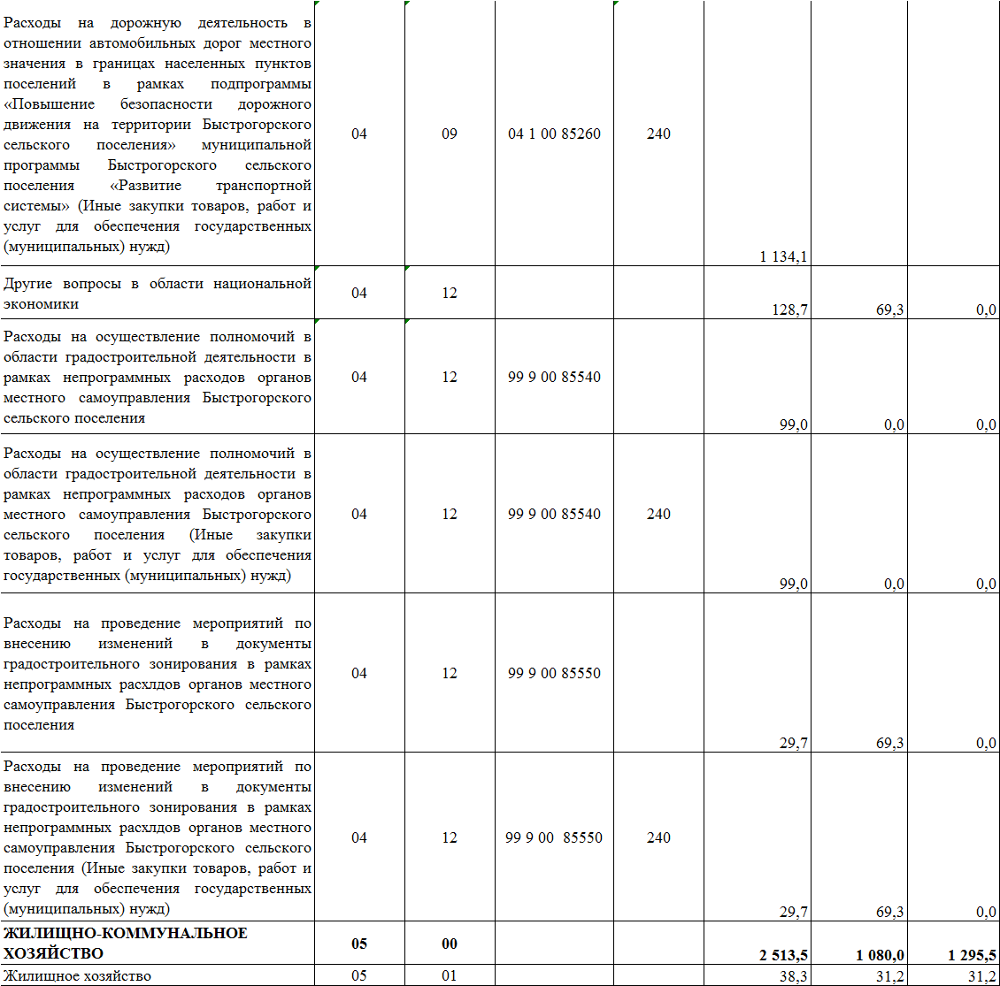 Расходы на дорожную деятельность в
отношении автомобильных дорог местного
значения в границах населенных пунктов
поселений в рамках подпрограммы
«Повышение безопасности дорожного
движения на территории Быстрогорского
сельского поселения» муниципальной
программы Быстрогорского сельского
поселения «Развитие транспортной
системы» (Иные закупки товаров, работ и
услуг для обеспечения государственных
(муниципальных) нужд)
04 09 04 1 00 85260 240 1 134,1
Другие вопросы в области национальной
экономики
04 12 128,7 69,3 0,0
Расходы на осуществление полномочий в
области градостроительной деятельности в
рамках непрограммных расходов органов
местного самоуправления Быстрогорского
сельского поселения
04 12 99 9 00 85540 99,0 0,0 0,0
Расходы на осуществление полномочий в
области градостроительной деятельности в
рамках непрограммных расходов органов
местного самоуправления Быстрогорского
сельского поселения (Иные закупки
товаров, работ и услуг для обеспечения
государственных (муниципальных) нужд)
04 12 99 9 00 85540 240 99,0 0,0 0,0
Расходы на проведение мероприятий по
внесению изменений в документы
градостроительного зонирования в рамках
непрограммных расхлдов органов местного
самоуправления Быстрогорского сельского
поселения
04 12 99 9 00 85550 29,7 69,3 0,0
Расходы на проведение мероприятий по
внесению изменений в документы
градостроительного зонирования в рамках
непрограммных расхлдов органов местного
самоуправления Быстрогорского сельского
поселения (Иные закупки товаров, работ и
услуг для обеспечения государственных
(муниципальных) нужд)
04 12 99 9 00  85550 240 29,7 69,3 0,0
ЖИЛИЩНО-КОММУНАЛЬНОЕ
ХОЗЯЙСТВО
05 00 2 513,5 1 080,0 1 295,5
Жилищное хозяйство 05 01 38,3 31,2 31,2